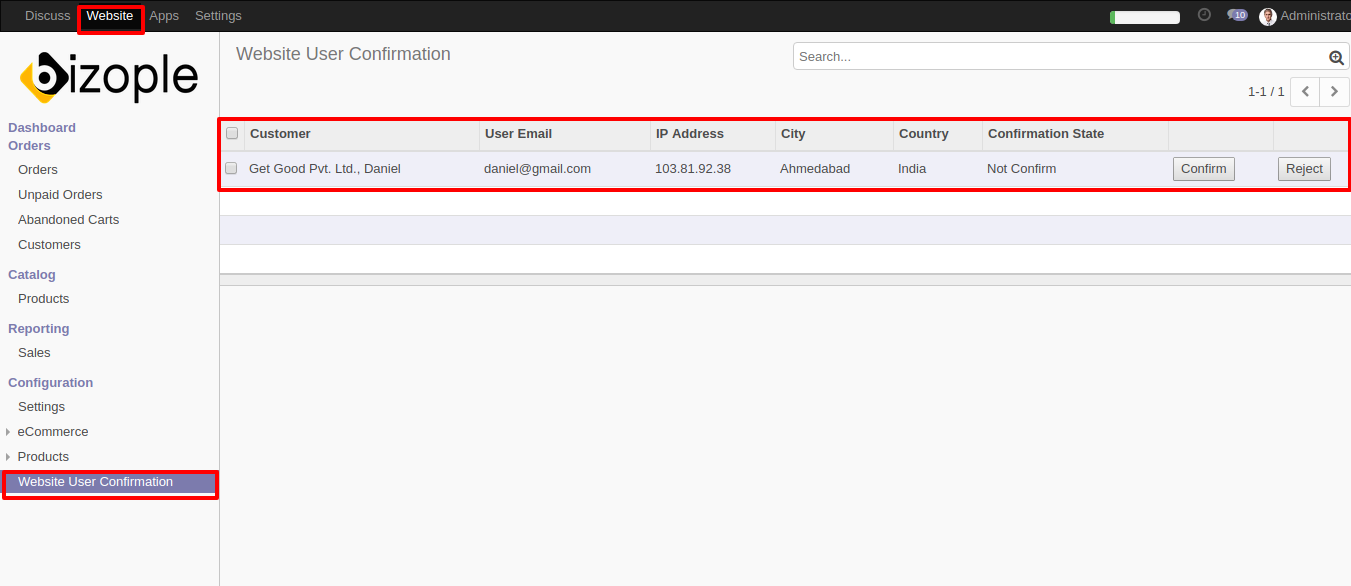 Discuss Website Apps Settings 10 Administrato
bizople
Website User Confirmation
Search...
1-1 / 1
Dashboard
Orders
Orders
Unpaid Orders
Abandoned Carts
Customers
Catalog
Products
Reporting
Sales
Configuration
Settings
eCommerce
Products
Website User Confirmation
Customer User Email IP Address City Country Confirmation State
Get Good Pvt. Ltd., Daniel daniel@gmail.com 103.81.92.38 Ahmedabad India Not Confirm Confirm Reject